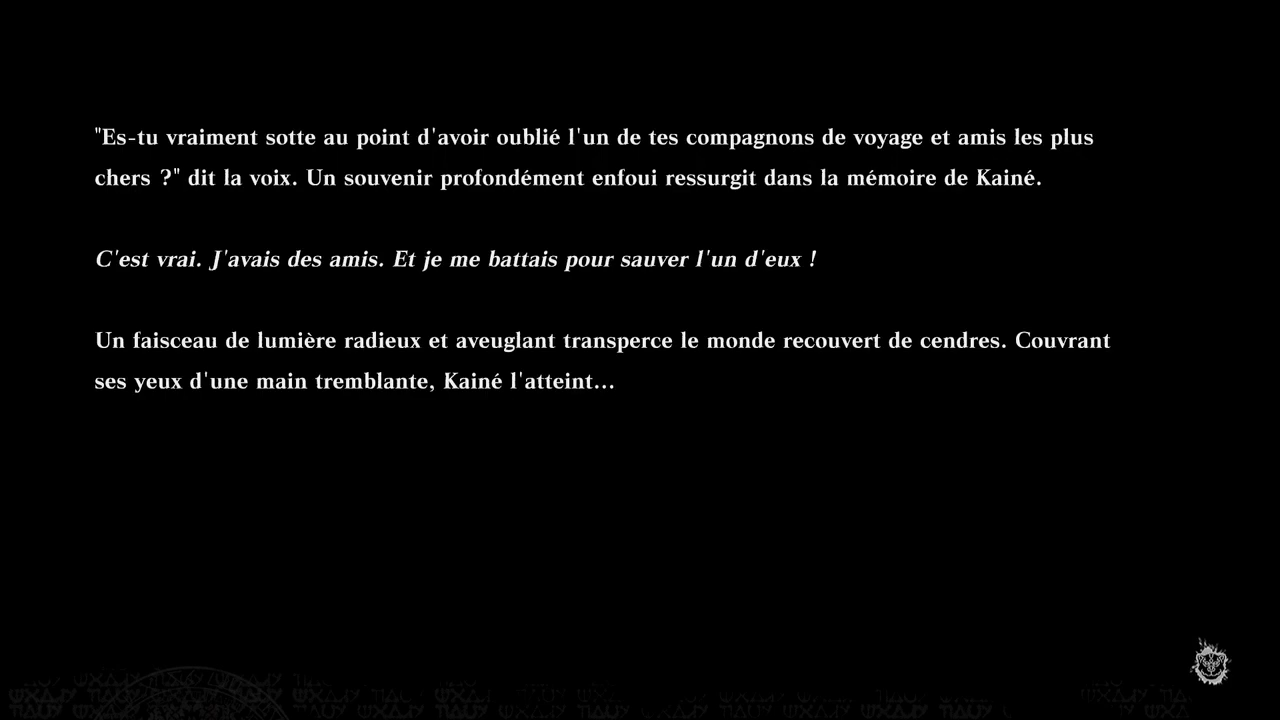 "Es-tu vraiment sotte au point d'avoir oublié l'un de tes compagnons de voyage et amis les plus
chers ?" dit la voix. Un souvenir profondément enfoui ressurgit dans la mémoire de Kainé.
C'est vrai. J'avais des amis. Et je me battais pour sauver l'un d'eux !
Un faisceau de lumière radieux et aveuglant transperce le monde recouvert de cendres. Couvrant
ses yeux d'une main tremblante, Kainé l'atteint...